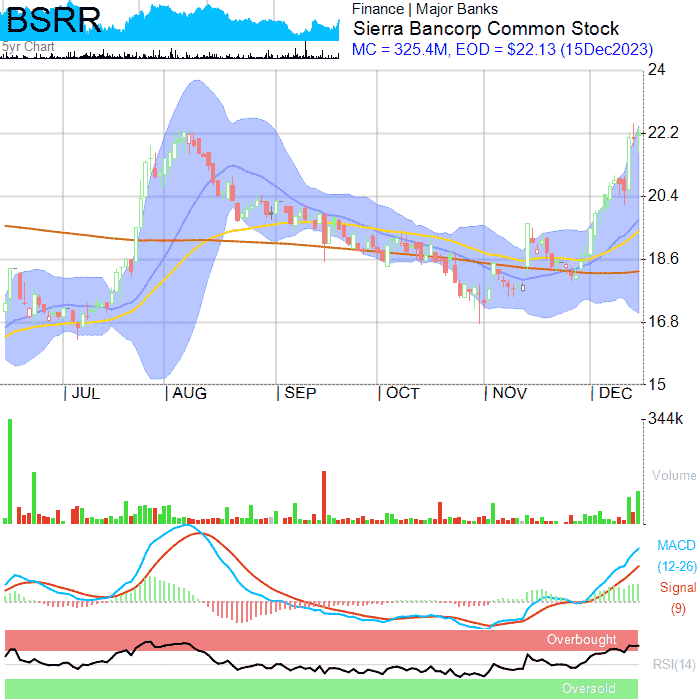 BSRR
Finance | Major Banks
Sierra Bancorp Common Stock
5yr Chart
MC = 325.4M, EOD = $22.13 (15Dec2023)
24
22.2
20.4
18.6
16.8
15
| JUL | AUG | SEP | OCT | NOV | DEC
344k
Volume
MACD
(12-26)
Signal
(9)
Overbought
RSI(14)
Oversold